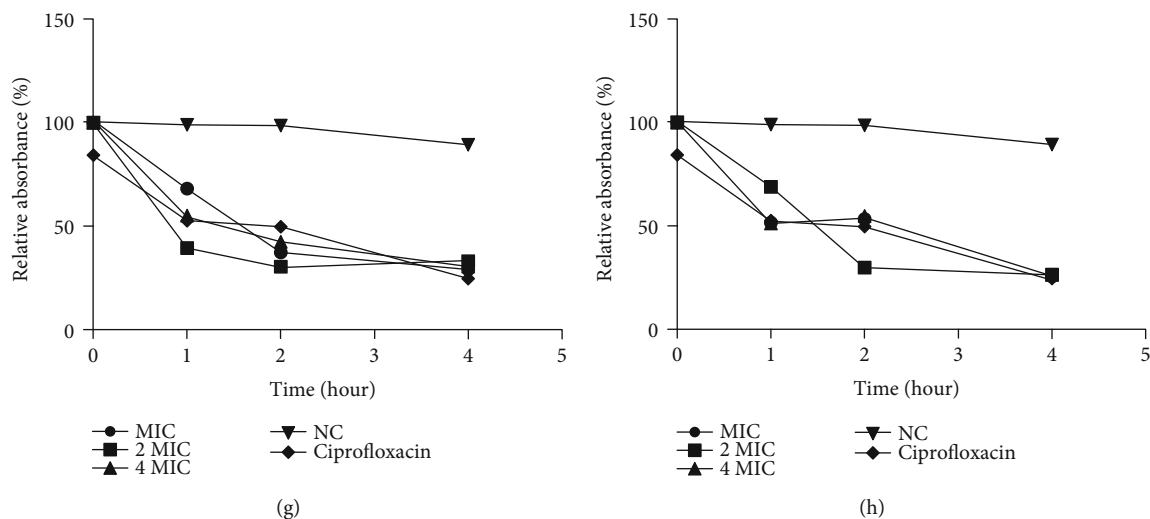 150
100
50
0
Relative absorbance (%)
0 1 2 3 4 5
Time (hour)
MIC
2 MIC
4 MIC
NC
Ciprofloxacin
(g)
150
100
50
0
Relative absorbance (%)
0 1 2 3 4 5
Time (hour)
MIC
2 MIC
4 MIC
NC
Ciprofloxacin
(h)